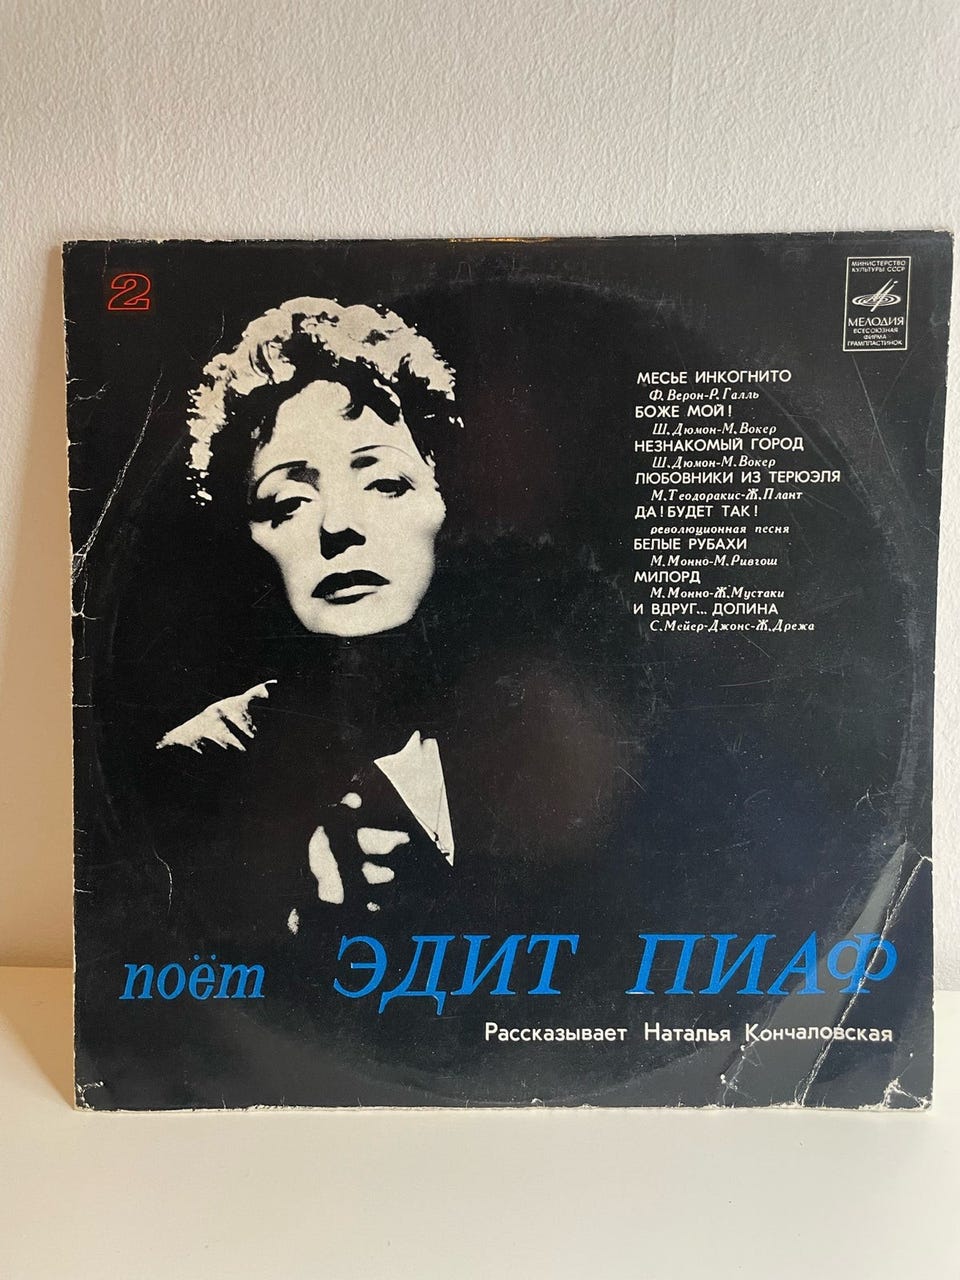 2
МИНИСТЕРСТВО
КУЛЬТУРЫ СССР
МЕЛОДИЯ
ВСЕСОЮЗНАЯ
ФИРМА
ГРАМПЛАСТИНОК
МЕСЬЕ ИНКОГНИТО
Ф. Верон-Р. Галль
БОЖЕ МОЙ!
Ш. Дюмон-М. Вокер
НЕЗНАКОМЫЙ ГОРОД
Ш. Дюмон-М. Вокер
ЛЮБОВНИКИ ИЗ ТЕРЮЭЛЯ
М. Теодоракис-Ж. Плант
ДА! БУДЕТ ТАК!
революционная песня
БЕЛЫЕ РУБАХИ
М. Монно-М. Ривгош
МИЛОРД
М. Монно-Ж. Мустаки
И ВДРУГ... ДОЛИНА
С. Мейер-Джонс-Ж. Дрежа
поёт ЭДИТ ПИАФ
Рассказывает Наталья Кончаловская